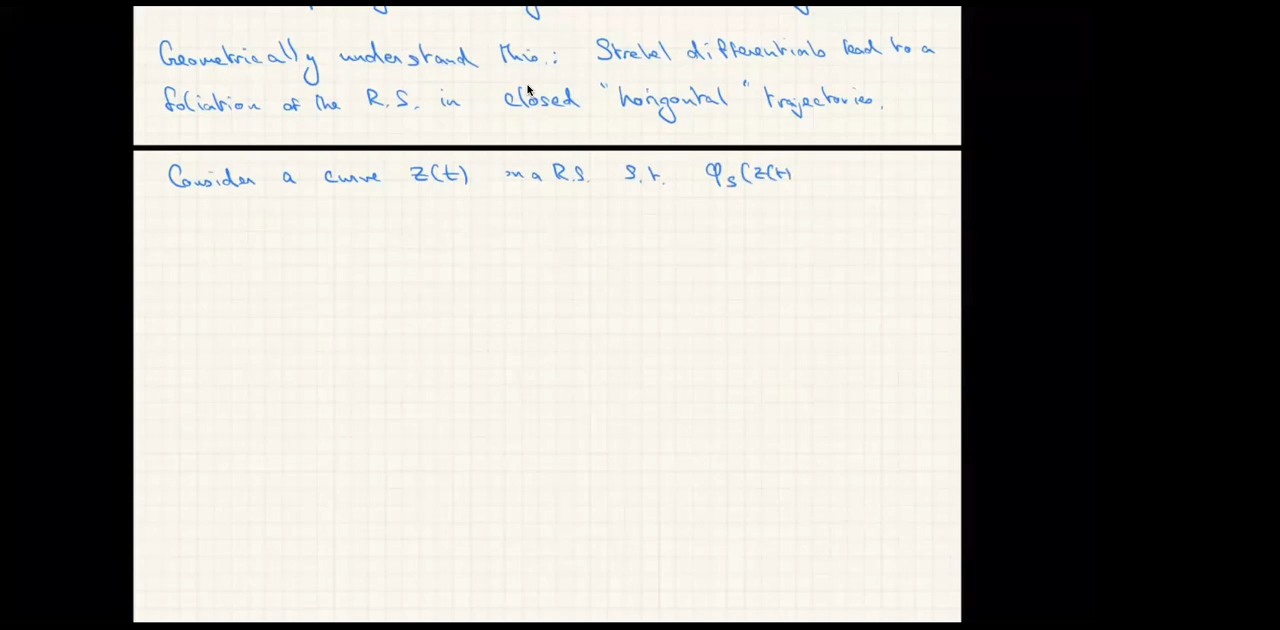 Geometrically understand this: Strebel differentials lead to a
foliation of the R.S. in closed "horizontal" trajectories.
Consider a curve z(t) on a R.S. s.t. φ_S(z(t)